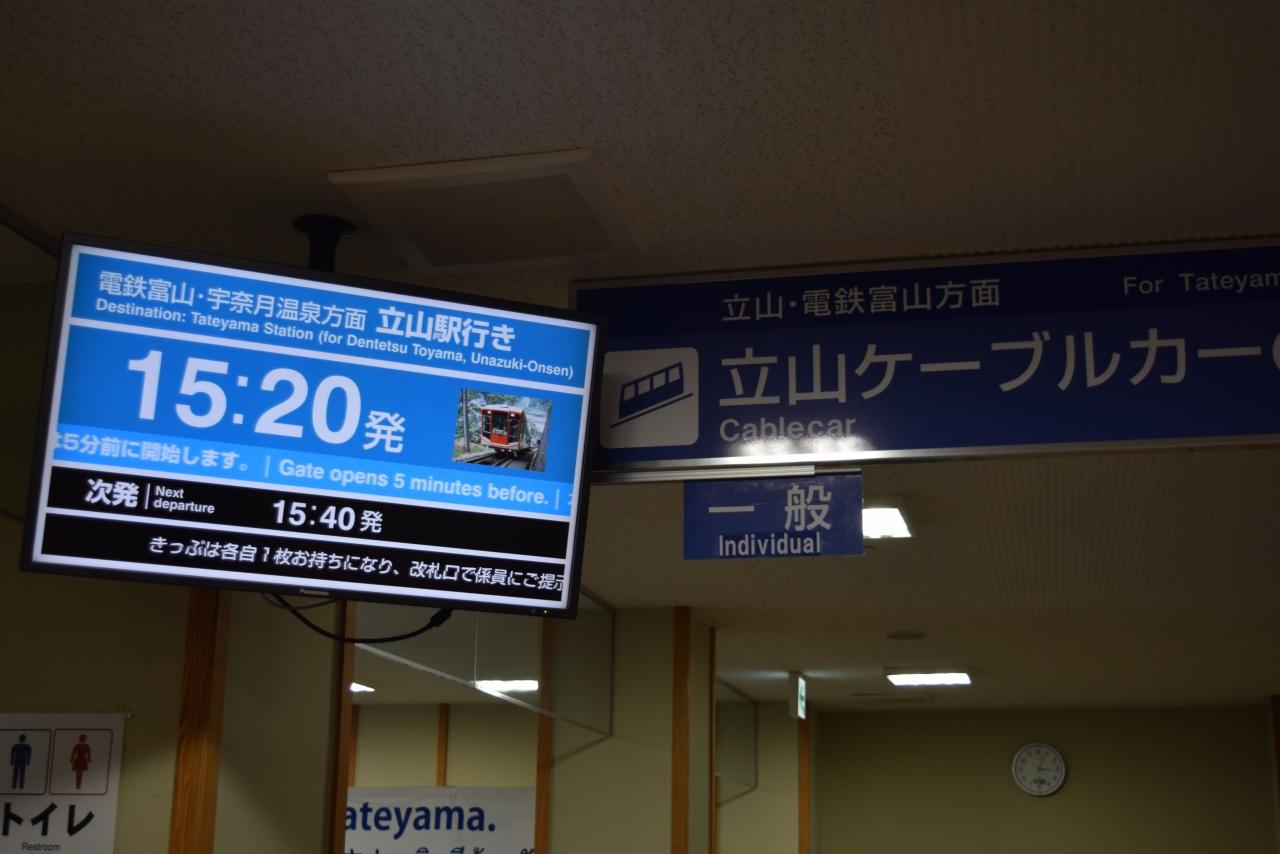 電鉄富山・宇奈月温泉方面 立山駅行き
Destination: Tateyama Station (for Dentetsu Toyama, Unazuki-Onsen)
15:20発
5分前に開始します。 | Gate opens 5 minutes before. |
次発 | Next departure 15:40発
きっぷは各自1枚お持ちになり、改札口で係員にご提示
Panasonic
立山・電鉄富山方面 For Tateyam
立山ケーブルカー
Cablecar
一般
Individual
トイレ
Restroom
ateyama.